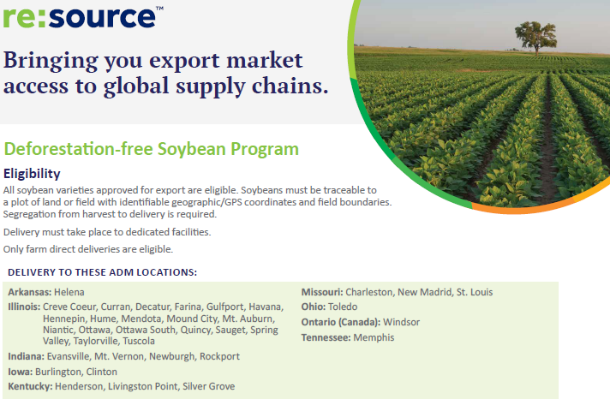 re:source™
Bringing you export market
access to global supply chains.
Deforestation-free Soybean Program
Eligibility
All soybean varieties approved for export are eligible. Soybeans must be traceable to
a plot of land or field with identifiable geographic/GPS coordinates and field boundaries.
Segregation from harvest to delivery is required.
Delivery must take place to dedicated facilities.
Only farm direct deliveries are eligible.
DELIVERY TO THESE ADM LOCATIONS:
Arkansas: Helena
Illinois: Creve Coeur, Curran, Decatur, Farina, Gulfport, Havana,
Hennepin, Hume, Mendota, Mound City, Mt. Auburn,
Niantic, Ottawa, Ottawa South, Quincy, Sauget, Spring
Valley, Taylorville, Tuscola
Indiana: Evansville, Mt. Vernon, Newburgh, Rockport
Iowa: Burlington, Clinton
Kentucky: Henderson, Livingston Point, Silver Grove
Missouri: Charleston, New Madrid, St. Louis
Ohio: Toledo
Ontario (Canada): Windsor
Tennessee: Memphis